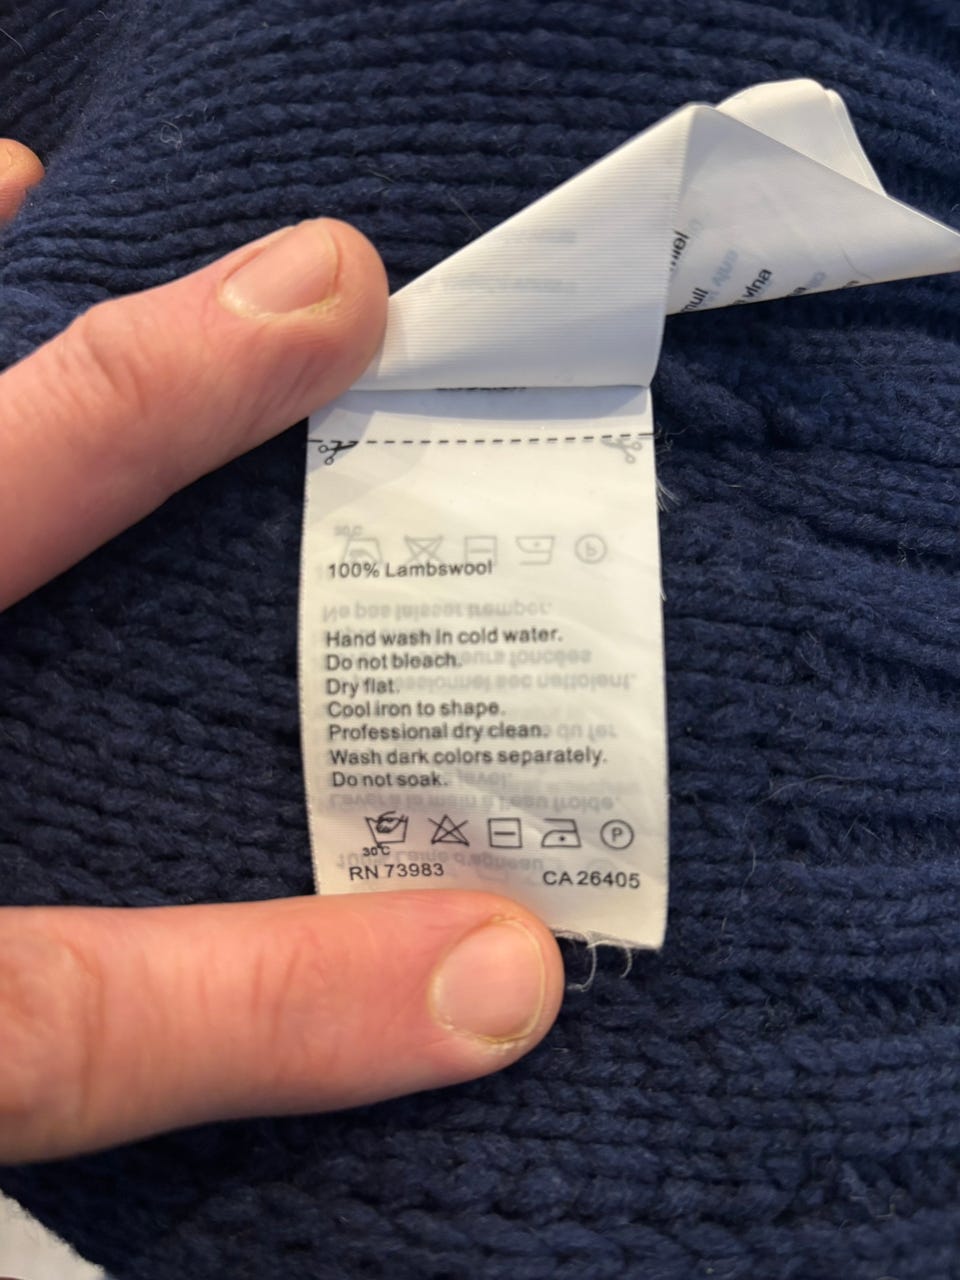 vlna
100% Lambswool
Hand wash in cold water.
Do not bleach.
Dry flat.
Cool iron to shape.
Professional dry clean.
Wash dark colors separately.
Do not soak.
30°C
P
RN 73983
CA 26405